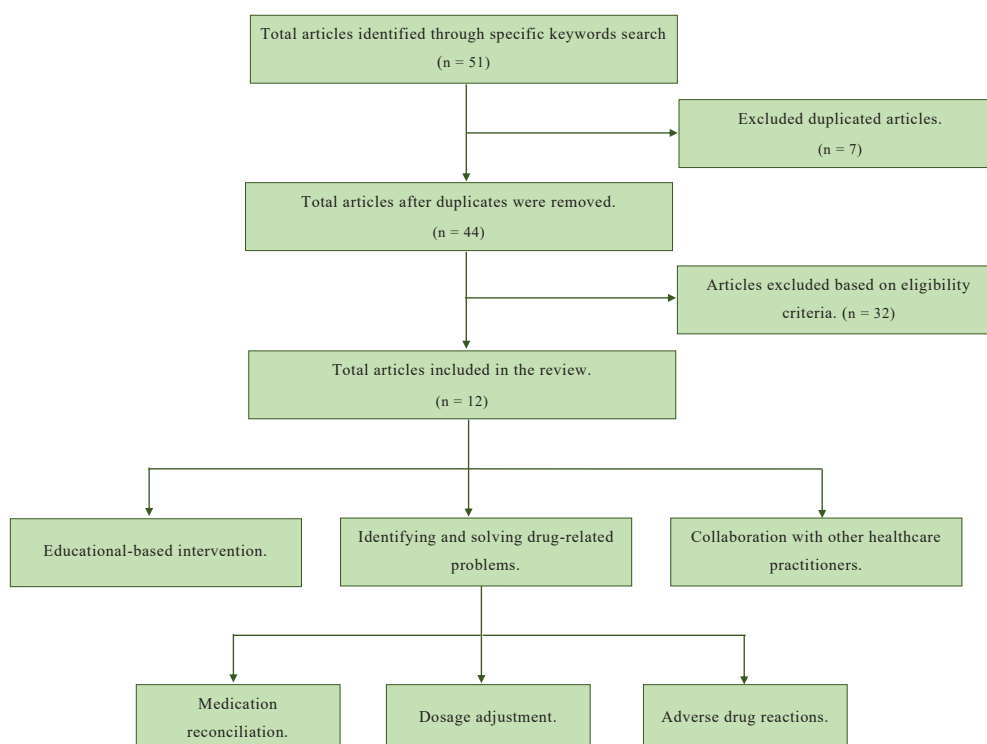 Total articles identified through specific keywords search
(n = 51)
Excluded duplicated articles.
(n = 7)
Total articles after duplicates were removed.
(n = 44)
Articles excluded based on eligibility
criteria. (n = 32)
Total articles included in the review.
(n = 12)
Educational-based intervention.
Identifying and solving drug-related
problems.
Collaboration with other healthcare
practitioners.
Medication
reconciliation.
Dosage adjustment.
Adverse drug reactions.